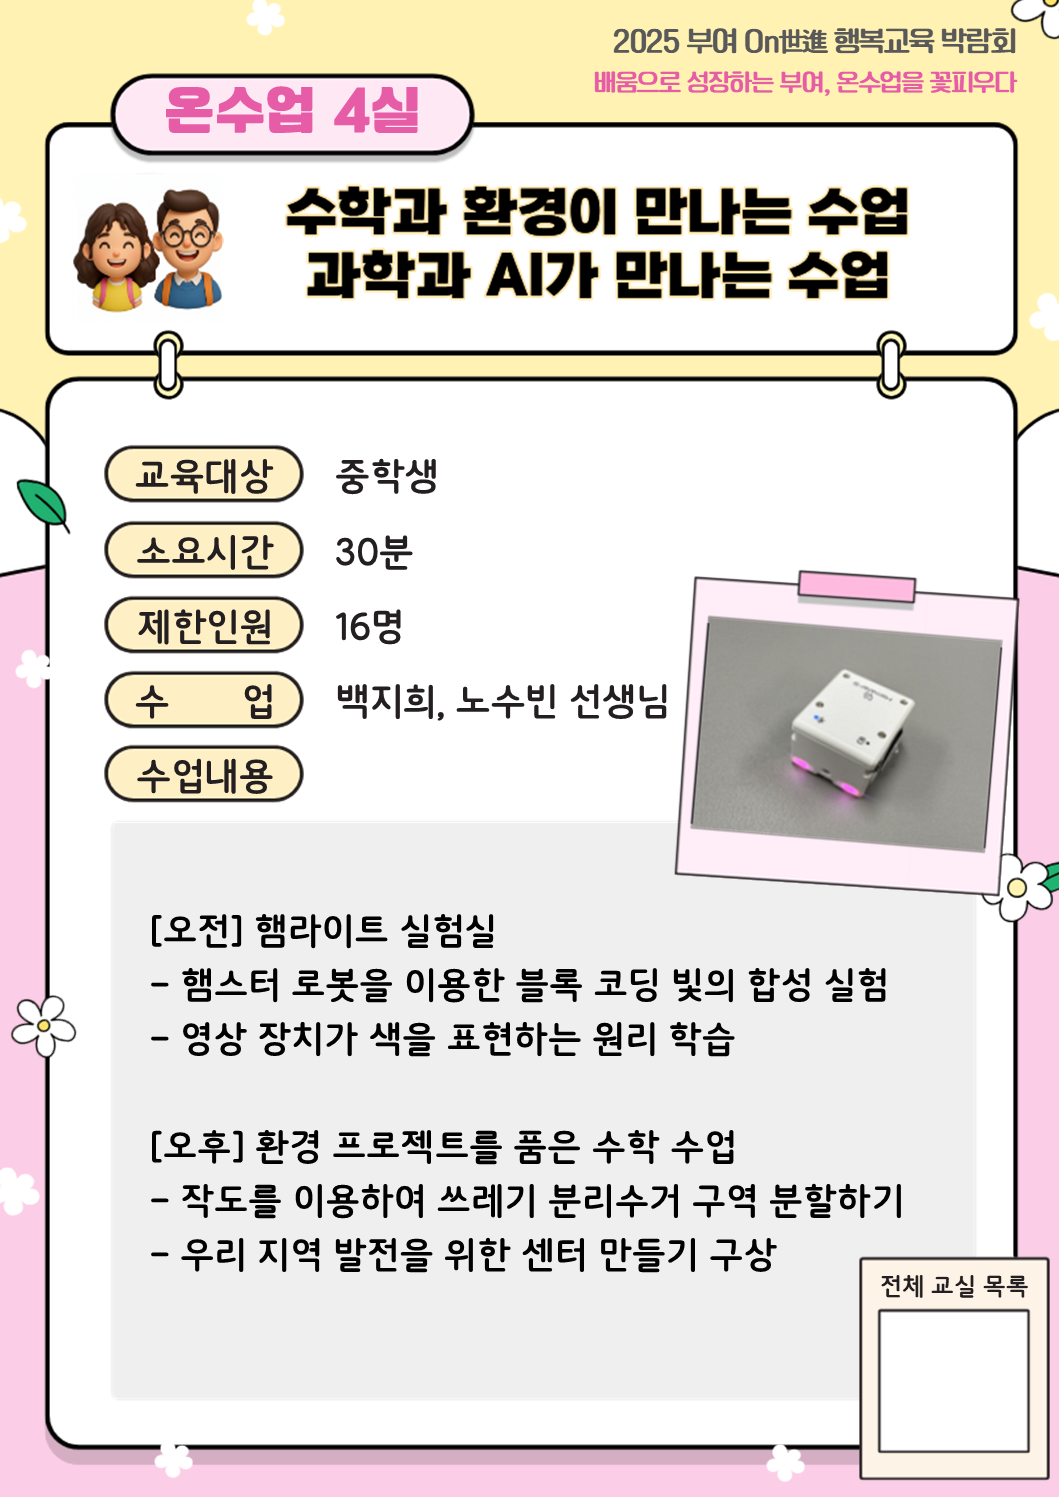 2025 부여 On世進 행복교육 박람회
배움으로 성장하는 부여, 온수업을 꽃피우다
온수업 4실
수학과 환경이 만나는 수업
과학과 AI가 만나는 수업
교육대상 중학생
소요시간 30분
제한인원 16명
수 업 백지희, 노수빈 선생님
수업내용
[오전] 햄라이트 실험실
- 햄스터 로봇을 이용한 블록 코딩 빛의 합성 실험
- 영상 장치가 색을 표현하는 원리 학습
[오후] 환경 프로젝트를 품은 수학 수업
- 작도를 이용하여 쓰레기 분리수거 구역 분할하기
- 우리 지역 발전을 위한 센터 만들기 구상
전체 교실 목록